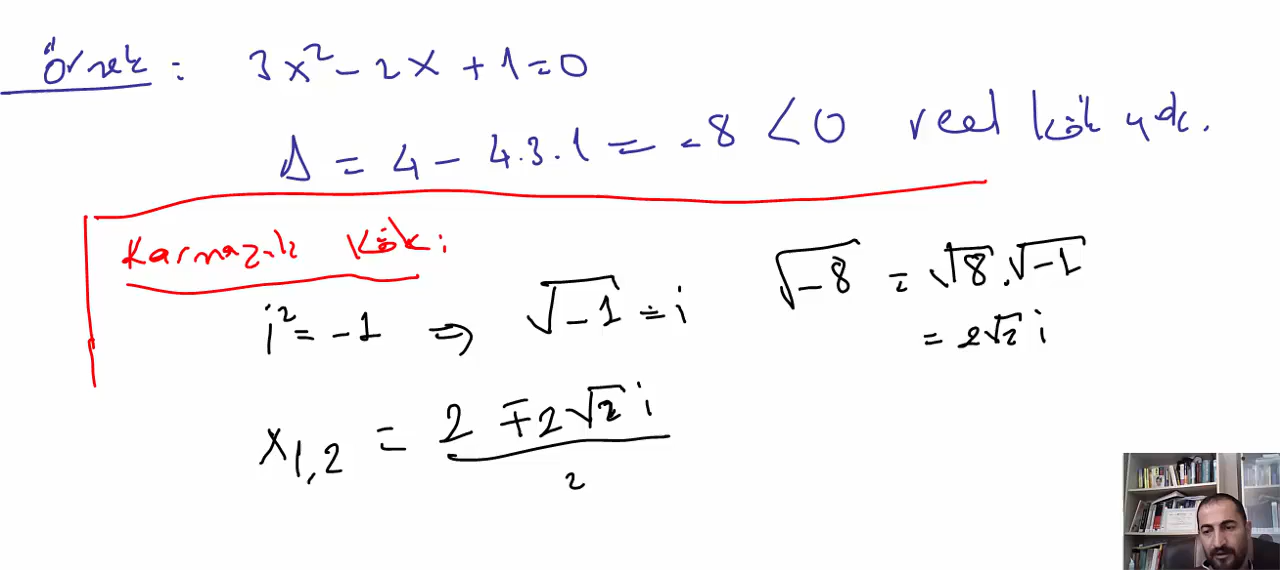 örnek: 3x² - 2x + 1 = 0
Δ = 4 - 4.3.1 = -8 < 0 reel kök yok.
Karmaşık Kök:
i² = -1 ⇒ √-1 = i √-8 = √8 . √-1
= 2√2 i
x1,2 = (2 ∓ 2√2 i) / 2